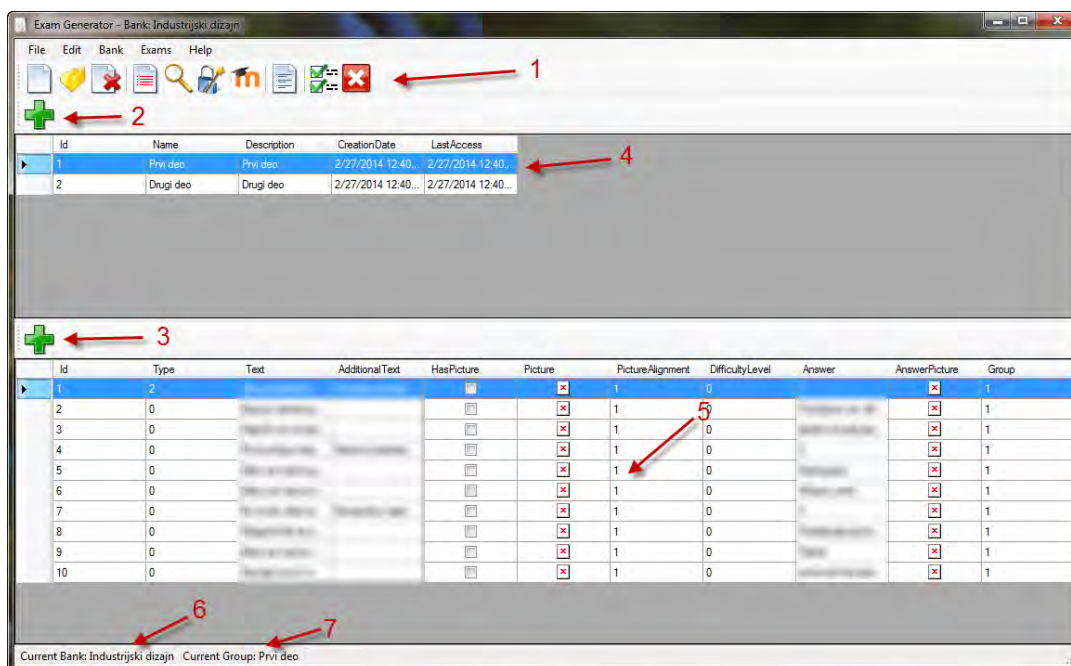 Exam Generator - Bank: Industrijski dizajn
File Edit Bank Exams Help
1
2
Id Name Description CreationDate LastAccess
1 Prvi deo Prvi deo 2/27/2014 12:40... 2/27/2014 12:40...
4
2 Drugi deo Drugi deo 2/27/2014 12:40... 2/27/2014 12:40...
3
Id Type Text AdditionalText HasPicture Picture PictureAlignment DifficultyLevel Answer AnswerPicture Group
1 2 1 0 1
2 0 1 0 1
5
3 0 1 0 1
4 0 1 0 1
5 0 1 0 1
6 0 1 0 1
7 0 1 0 1
8 0 1 0 1
9 0 1 0 1
10 0 1 0 1
6
7
Current Bank: Industrijski dizajn Current Group: Prvi deo